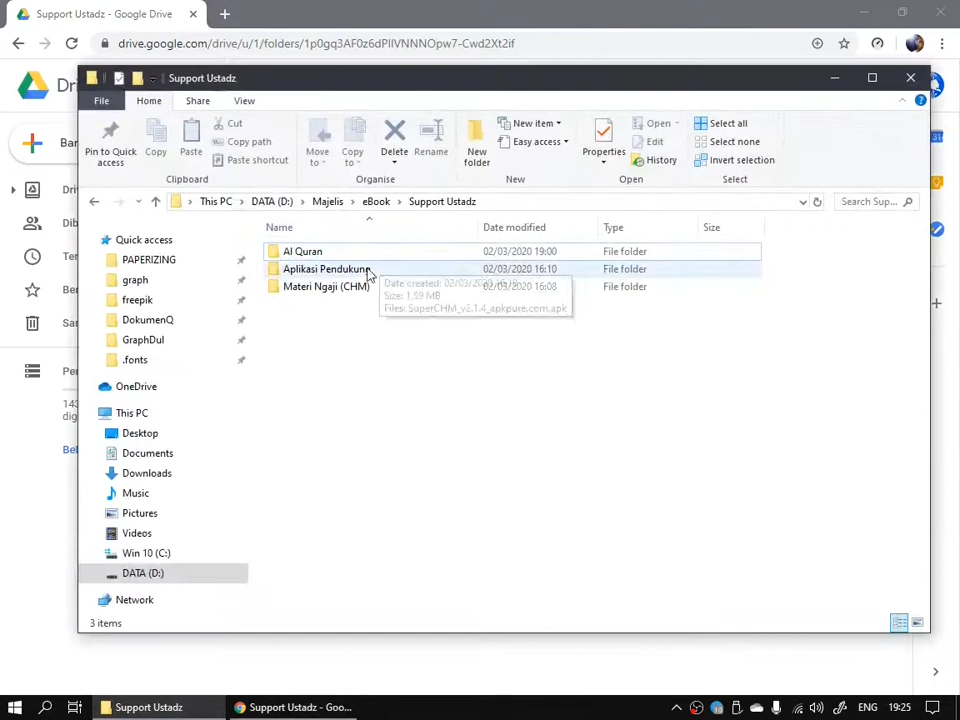 Support Ustadz - Google Drive
drive.google.com/drive/u/1/folders/1p0gq3AF0z6dPIIVNNNOpw7-Cwd2Xt2if
Support Ustadz
File
Home
Share
View
Pin to Quick access
Copy
Paste
Cut
Copy path
Paste shortcut
Clipboard
Move to
Copy to
Delete
Rename
Organise
New folder
New item
Easy access
New
Properties
Open
Edit
History
Open
Select all
Select none
Invert selection
Select
This PC
DATA (D:)
Majelis
eBook
Support Ustadz
Search Sup...
Name
Date modified
Type
Size
Al Quran 02/03/2020 19:00 File folder
Aplikasi Pendukung 02/03/2020 16:10 File folder
Materi Ngaji (CHM) 02/03/2020 16:08 File folder
Size: 1,59 MB
Files: SuperCHM_v2.1.4_apkpure.com.apk
Quick access
PAPERIZING
graph
freepik
DokumenQ
GraphDul
.fonts
OneDrive
This PC
Desktop
Documents
Downloads
Music
Pictures
Videos
Win 10 (C:)
DATA (D:)
Network
3 items
Support Ustadz
Support Ustadz - Goo...
ENG
19:25